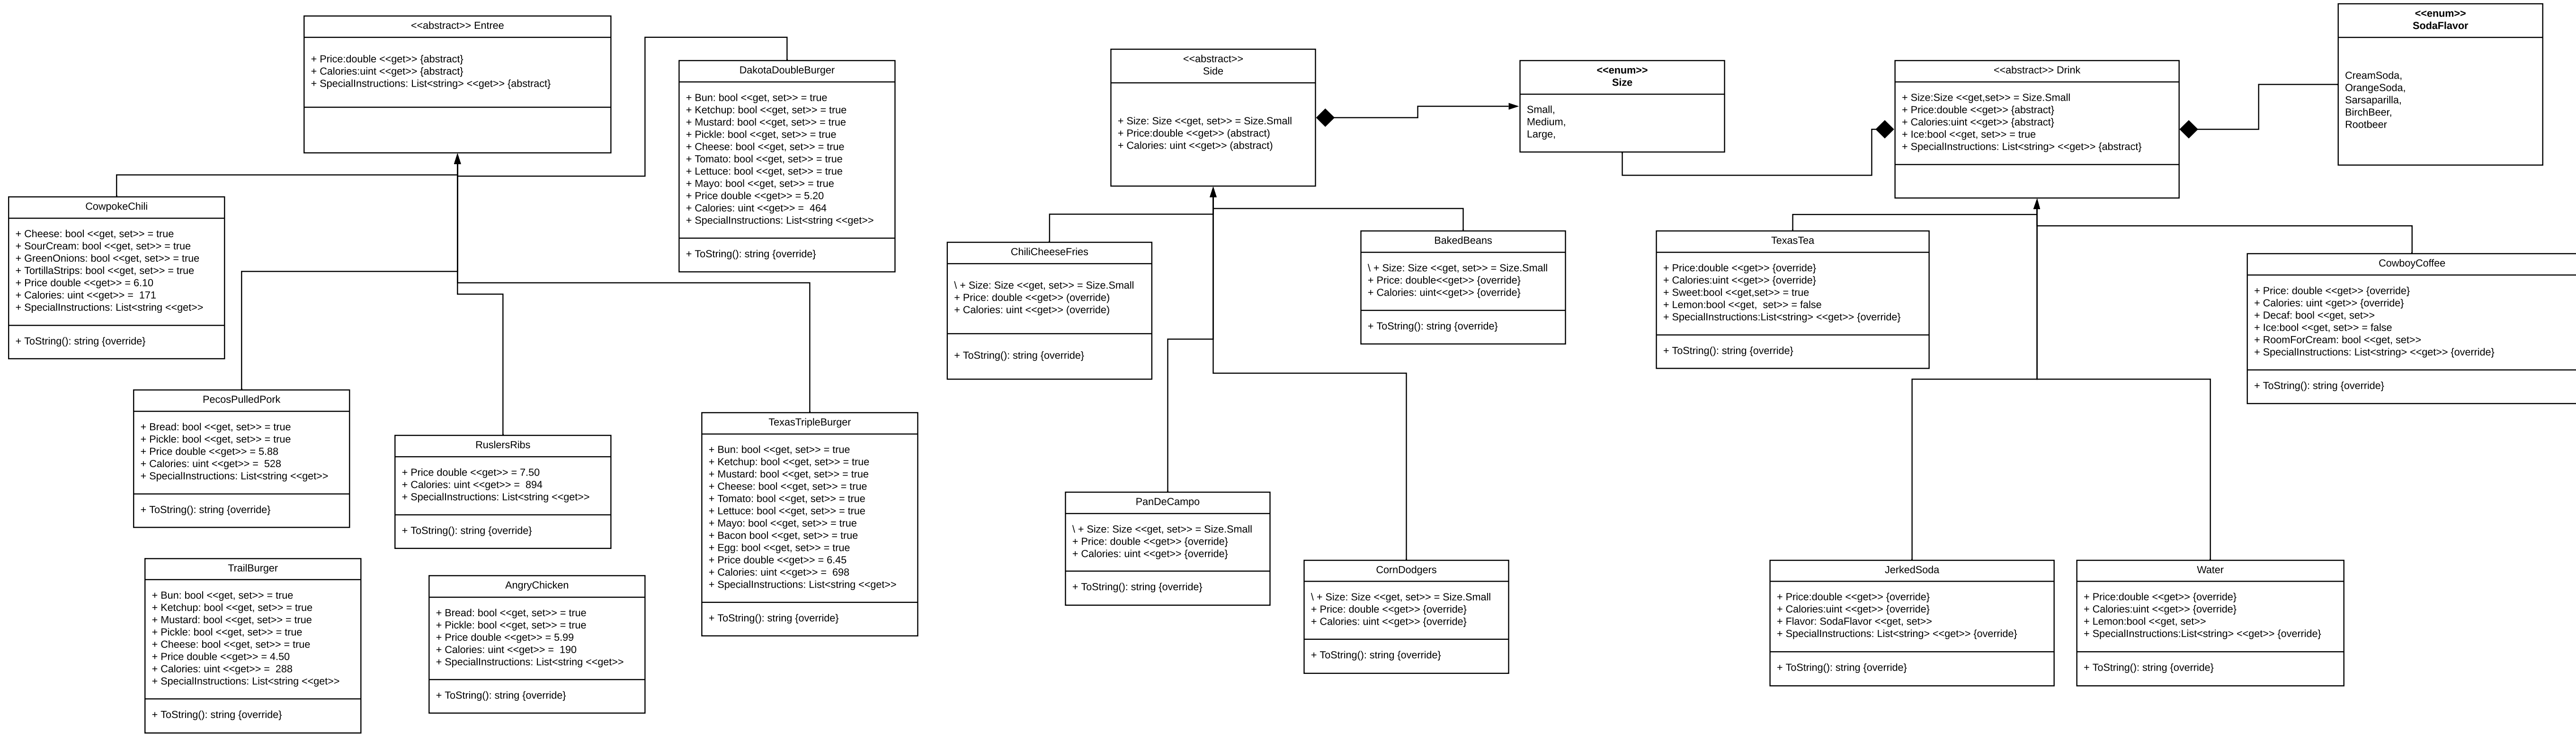 <<abstract>> Entree
+ Price:double <<get>> {abstract}
+ Calories:uint <<get>> {abstract}
+ SpecialInstructions: List<string> <<get>> {abstract}
DakotaDoubleBurger
+ Bun: bool <<get, set>> = true
+ Ketchup: bool <<get, set>> = true
+ Mustard: bool <<get, set>> = true
+ Pickle: bool <<get, set>> = true
+ Cheese: bool <<get, set>> = true
+ Tomato: bool <<get, set>> = true
+ Lettuce: bool <<get, set>> = true
+ Mayo: bool <<get, set>> = true
+ Price double <<get>> = 5.20
+ Calories: uint <<get>> =  464
+ SpecialInstructions: List<string <<get>>
+ ToString(): string {override}
CowpokeChili
+ Cheese: bool <<get, set>> = true
+ SourCream: bool <<get, set>> = true
+ GreenOnions: bool <<get, set>> = true
+ TortillaStrips: bool <<get, set>> = true
+ Price double <<get>> = 6.10
+ Calories: uint <<get>> =  171
+ SpecialInstructions: List<string <<get>>
+ ToString(): string {override}
PecosPulledPork
+ Bread: bool <<get, set>> = true
+ Pickle: bool <<get, set>> = true
+ Price double <<get>> = 5.88
+ Calories: uint <<get>> =  528
+ SpecialInstructions: List<string <<get>>
+ ToString(): string {override}
RuslersRibs
+ Price double <<get>> = 7.50
+ Calories: uint <<get>> =  894
+ SpecialInstructions: List<string <<get>>
+ ToString(): string {override}
TexasTripleBurger
+ Bun: bool <<get, set>> = true
+ Ketchup: bool <<get, set>> = true
+ Mustard: bool <<get, set>> = true
+ Cheese: bool <<get, set>> = true
+ Tomato: bool <<get, set>> = true
+ Lettuce: bool <<get, set>> = true
+ Mayo: bool <<get, set>> = true
+ Bacon bool <<get, set>> = true
+ Egg: bool <<get, set>> = true
+ Price double <<get>> = 6.45
+ Calories: uint <<get>> =  698
+ SpecialInstructions: List<string <<get>>
+ ToString(): string {override}
TrailBurger
+ Bun: bool <<get, set>> = true
+ Ketchup: bool <<get, set>> = true
+ Mustard: bool <<get, set>> = true
+ Pickle: bool <<get, set>> = true
+ Cheese: bool <<get, set>> = true
+ Price double <<get>> = 4.50
+ Calories: uint <<get>> =  288
+ SpecialInstructions: List<string <<get>>
+ ToString(): string {override}
AngryChicken
+ Bread: bool <<get, set>> = true
+ Pickle: bool <<get, set>> = true
+ Price double <<get>> = 5.99
+ Calories: uint <<get>> =  190
+ SpecialInstructions: List<string <<get>>
+ ToString(): string {override}
<<abstract>>
Side
+ Size: Size <<get, set>> = Size.Small
+ Price:double <<get>> (abstract)
+ Calories: uint <<get>> (abstract)
<<enum>>
Size
Small,
Medium,
Large,
ChiliCheeseFries
\ + Size: Size <<get, set>> = Size.Small
+ Price: double <<get>> (override)
+ Calories: uint <<get>> (override)
+ ToString(): string {override}
BakedBeans
\ + Size: Size <<get, set>> = Size.Small
+ Price: double<<get>> {override}
+ Calories: uint<<get>> {override}
+ ToString(): string {override}
PanDeCampo
\ + Size: Size <<get, set>> = Size.Small
+ Price: double <<get>> {override}
+ Calories: uint <<get>> {override}
+ ToString(): string {override}
CornDodgers
\ + Size: Size <<get, set>> = Size.Small
+ Price: double <<get>> {override}
+ Calories: uint <<get>> {override}
+ ToString(): string {override}
<<abstract>> Drink
+ Size:Size <<get,set>> = Size.Small
+ Price:double <<get>> {abstract}
+ Calories:uint <<get>> {abstract}
+ Ice:bool <<get, set>> = true
+ SpecialInstructions: List<string> <<get>> {abstract}
<<enum>>
SodaFlavor
CreamSoda,
OrangeSoda,
Sarsaparilla,
BirchBeer,
Rootbeer
TexasTea
+ Price:double <<get>> {override}
+ Calories:uint <<get>> {override}
+ Sweet:bool <<get,set>> = true
+ Lemon:bool <<get,  set>> = false
+ SpecialInstructions:List<string> <<get>> {override}
+ ToString(): string {override}
CowboyCoffee
+ Price: double <<get>> {override}
+ Calories: uint <get>> {override}
+ Decaf: bool <<get, set>>
+ Ice:bool <<get, set>> = false
+ RoomForCream: bool <<get, set>>
+ SpecialInstructions: List<string> <<get>> {override}
+ ToString(): string {override}
JerkedSoda
+ Price:double <<get>> {override}
+ Calories:uint <<get>> {override}
+ Flavor: SodaFlavor <<get, set>>
+ SpecialInstructions: List<string> <<get>> {override}
+ ToString(): string {override}
Water
+ Price:double <<get>> {override}
+ Calories:uint <<get>> {override}
+ Lemon:bool <<get, set>>
+ SpecialInstructions:List<string> <<get>> {override}
+ ToString(): string {override}